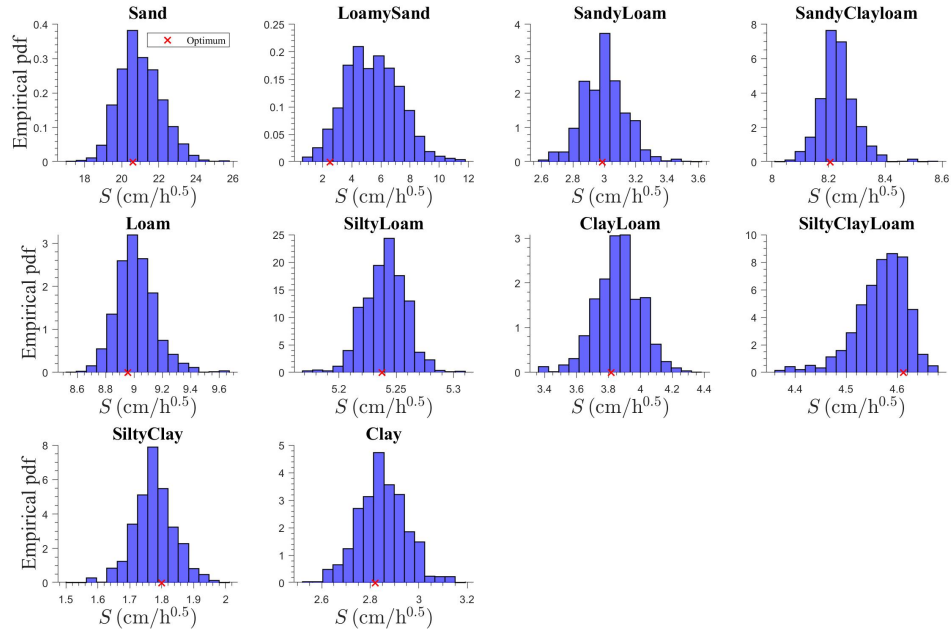 Sand
LoamySand
SandyLoam
SandyClayloam
Optimum
Empirical pdf
0.4
0.3
0.2
0.1
0
18 20 22 24 26
S (cm/h^0.5)
0.25
0.2
0.15
0.1
0.05
0
2 4 6 8 10 12
S (cm/h^0.5)
4
3
2
1
0
2.6 2.8 3 3.2 3.4 3.6
S (cm/h^0.5)
8
6
4
2
0
8 8.2 8.4 8.6
S (cm/h^0.5)
Loam
SiltyLoam
ClayLoam
SiltyClayLoam
Empirical pdf
3
2
1
0
8.6 8.8 9 9.2 9.4 9.6
S (cm/h^0.5)
25
20
15
10
5
0
5.2 5.25 5.3
S (cm/h^0.5)
3
2
1
0
3.4 3.6 3.8 4 4.2 4.4
S (cm/h^0.5)
10
8
6
4
2
0
4.4 4.5 4.6
S (cm/h^0.5)
SiltyClay
Clay
Empirical pdf
8
6
4
2
0
1.5 1.6 1.7 1.8 1.9 2
S (cm/h^0.5)
5
4
3
2
1
0
2.6 2.8 3 3.2
S (cm/h^0.5)